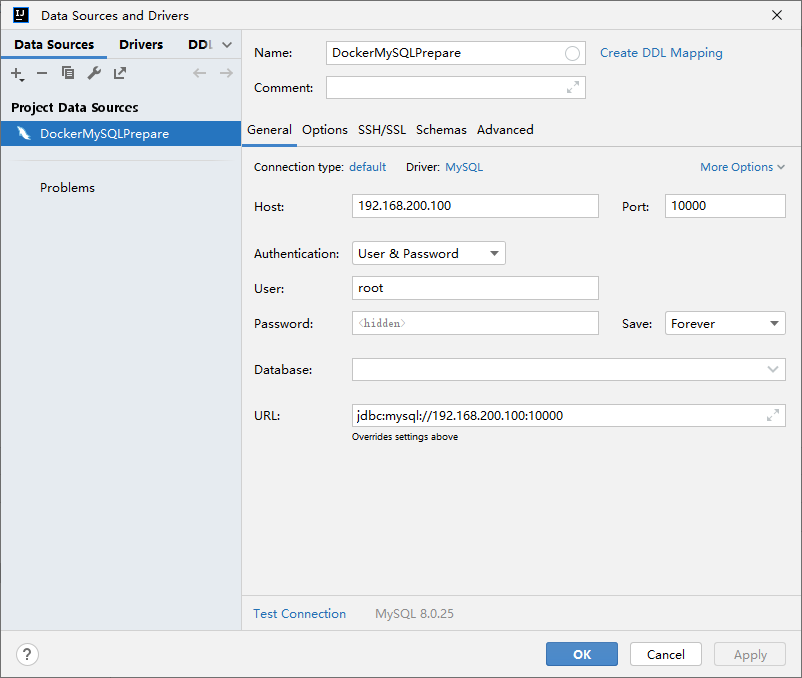 Data Sources and Drivers
Data Sources Drivers DDL
Project Data Sources
DockerMySQLPrepare
Problems
Name: DockerMySQLPrepare Create DDL Mapping
Comment:
General Options SSH/SSL Schemas Advanced
Connection type: default Driver: MySQL More Options
Host: 192.168.200.100 Port: 10000
Authentication: User & Password
User: root
Password: <hidden> Save: Forever
Database:
URL: jdbc:mysql://192.168.200.100:10000
Overrides settings above
Test Connection MySQL 8.0.25
? OK Cancel Apply